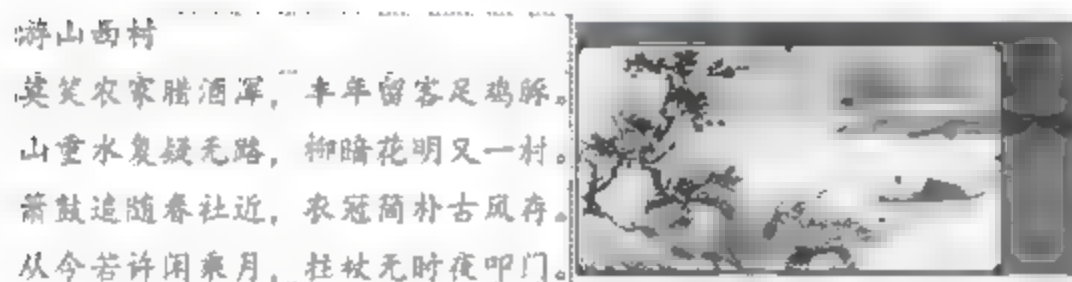 游山西村
莫笑农家腊酒浑，丰年留客足鸡豚。
山重水复疑无路，柳暗花明又一村。
箫鼓追随春社近，衣冠简朴古风存。
从今若许闲乘月，拄杖无时夜叩门。